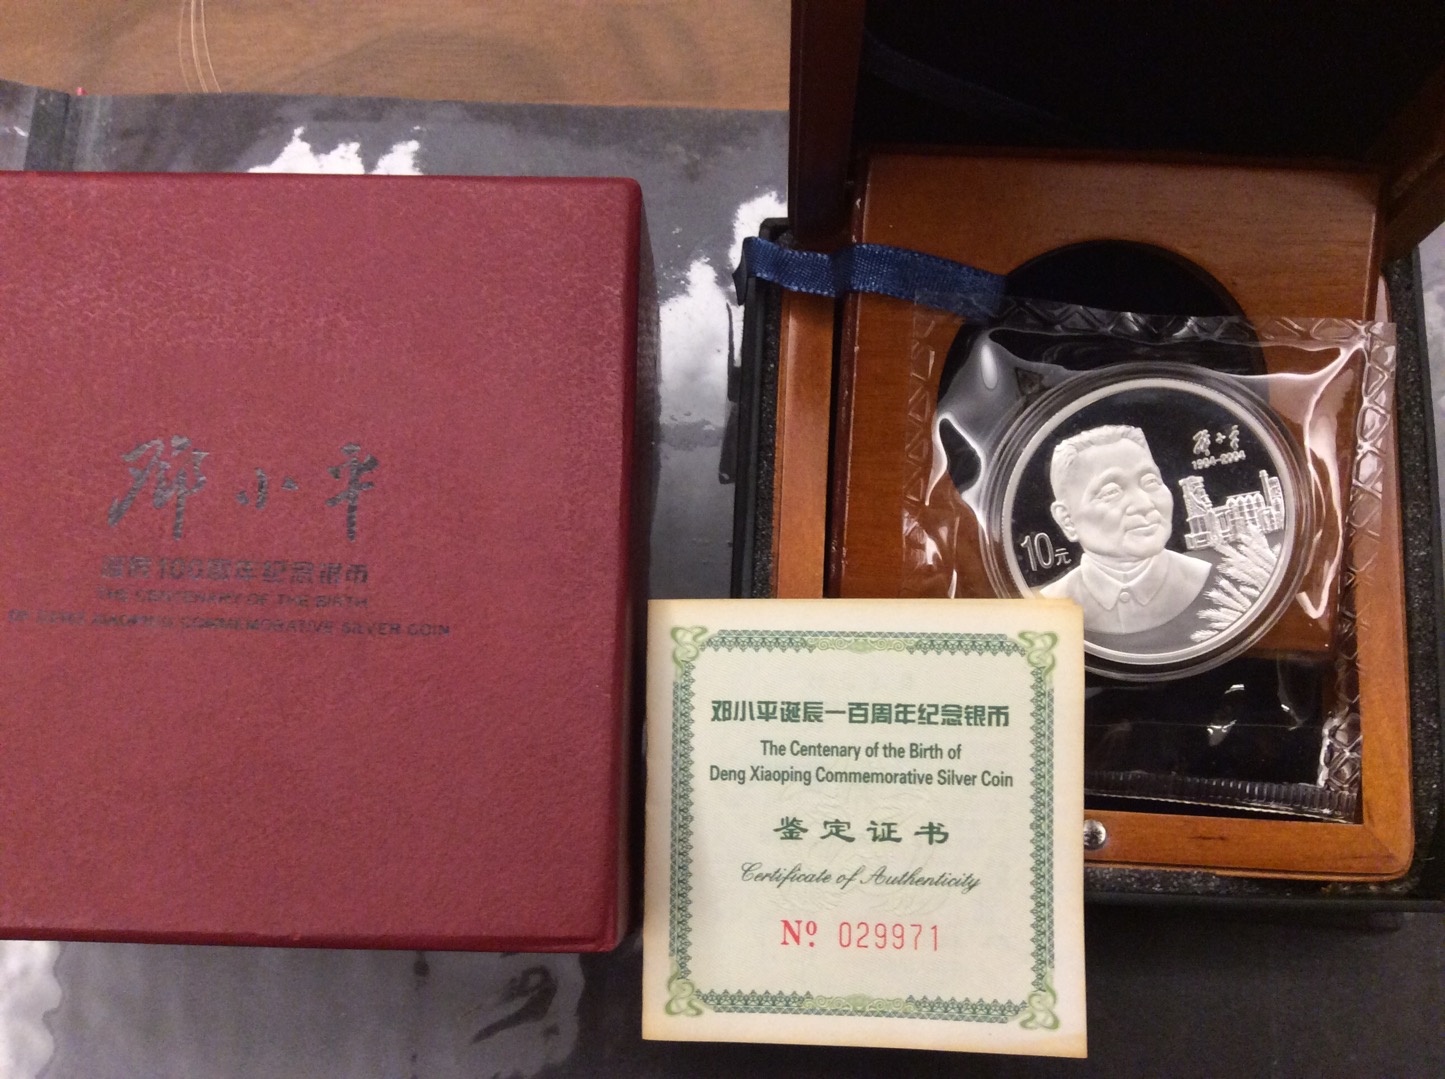 邓小平
诞辰100周年纪念银币
THE CENTENARY OF THE BIRTH
OF DENG XIAOPING COMMEMORATIVE SILVER COIN
邓小平
1904-2004
10元
邓小平诞辰一百周年纪念银币
The Centenary of the Birth of
Deng Xiaoping Commemorative Silver Coin
鉴定证书
Certificate of Authenticity
Nº 029971